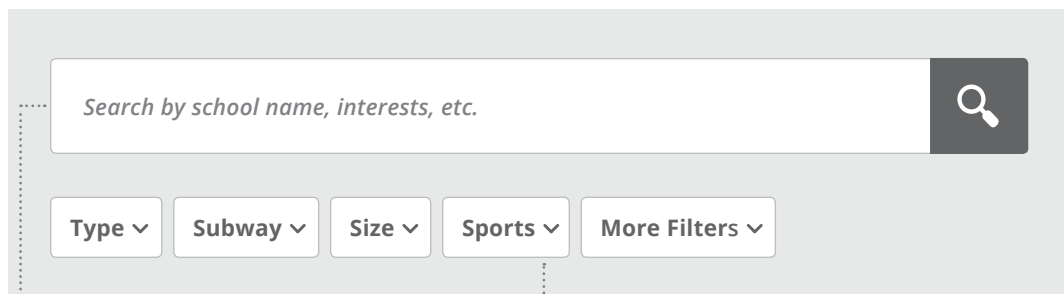 Search by school name, interests, etc.
Type Subway Size Sports More Filters